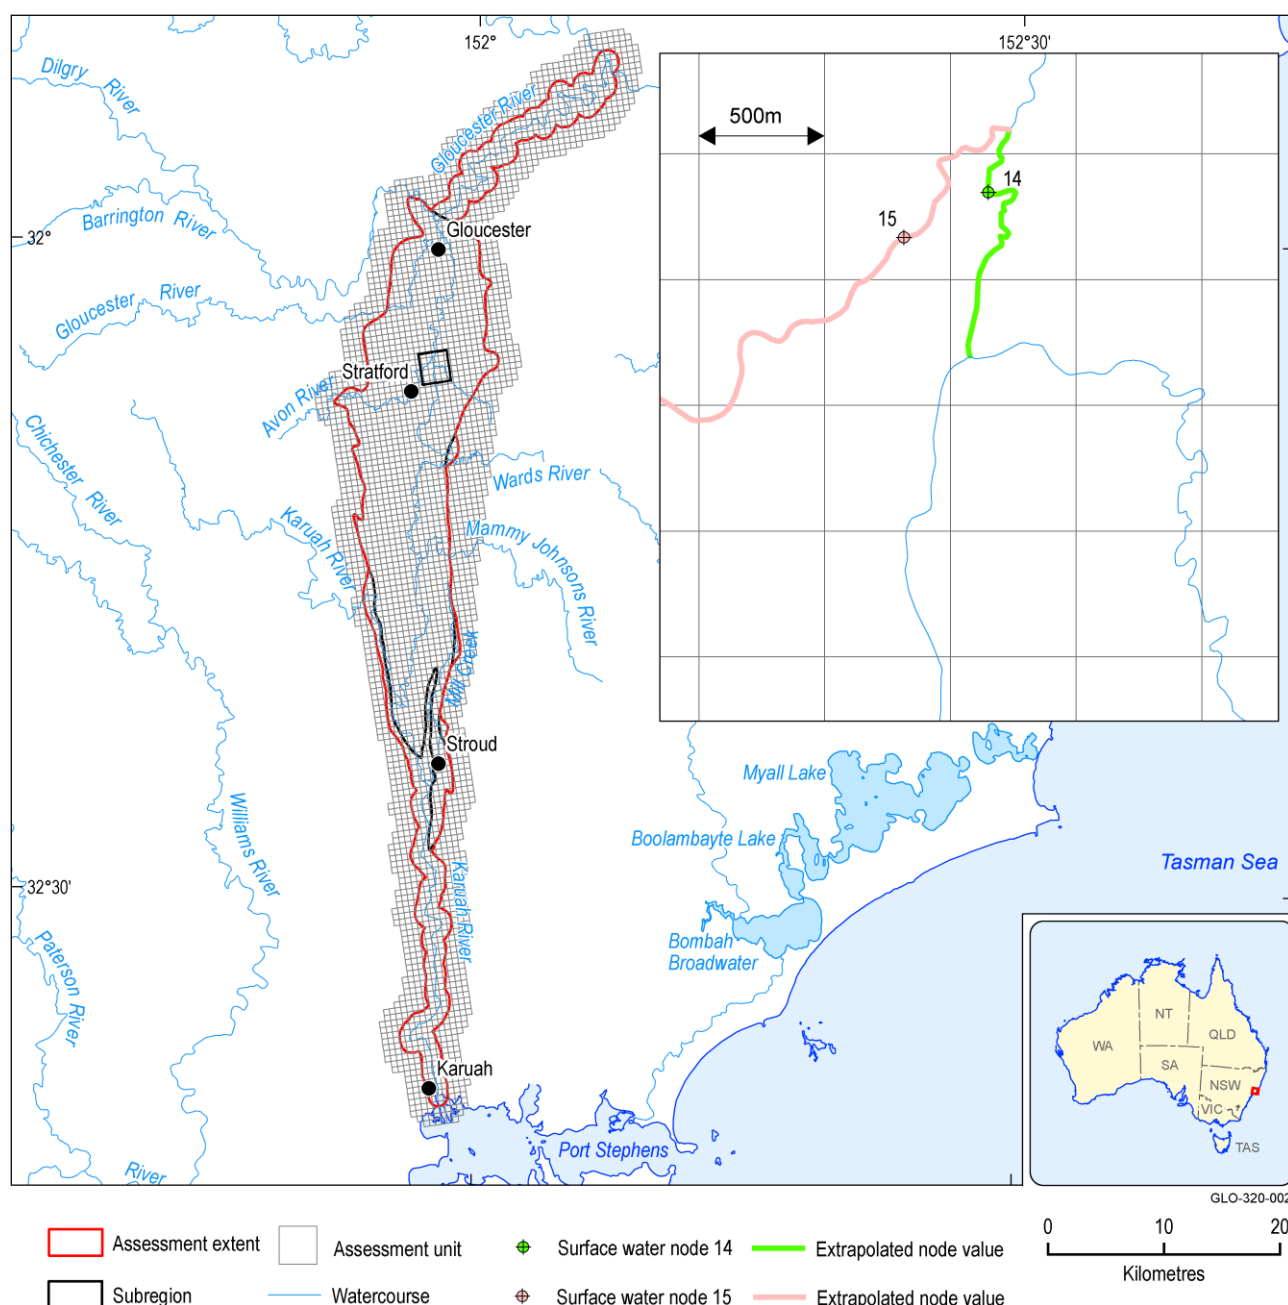 152°
152°30'
Dilgry River
Gloucester River
500m
14
15
Barrington River
32°
Gloucester
Gloucester River
Stratford
Avon River
Chichester River
Wards River
Karuah River
Mammy Johnsons River
Mill Creek
Stroud
Myall Lake
Williams River
Boolambayte Lake
Tasman Sea
32°30'
Karuah River
Paterson River
Bombah
Broadwater
NT
WA
QLD
SA
NSW
VIC
TAS
Karuah
Port Stephens
River
GLO-320-002
Assessment extent
Assessment unit
Surface water node 14
Extrapolated node value
0 10 20
Kilometres
Subregion
Watercourse
Surface water node 15
Extrapolated node value